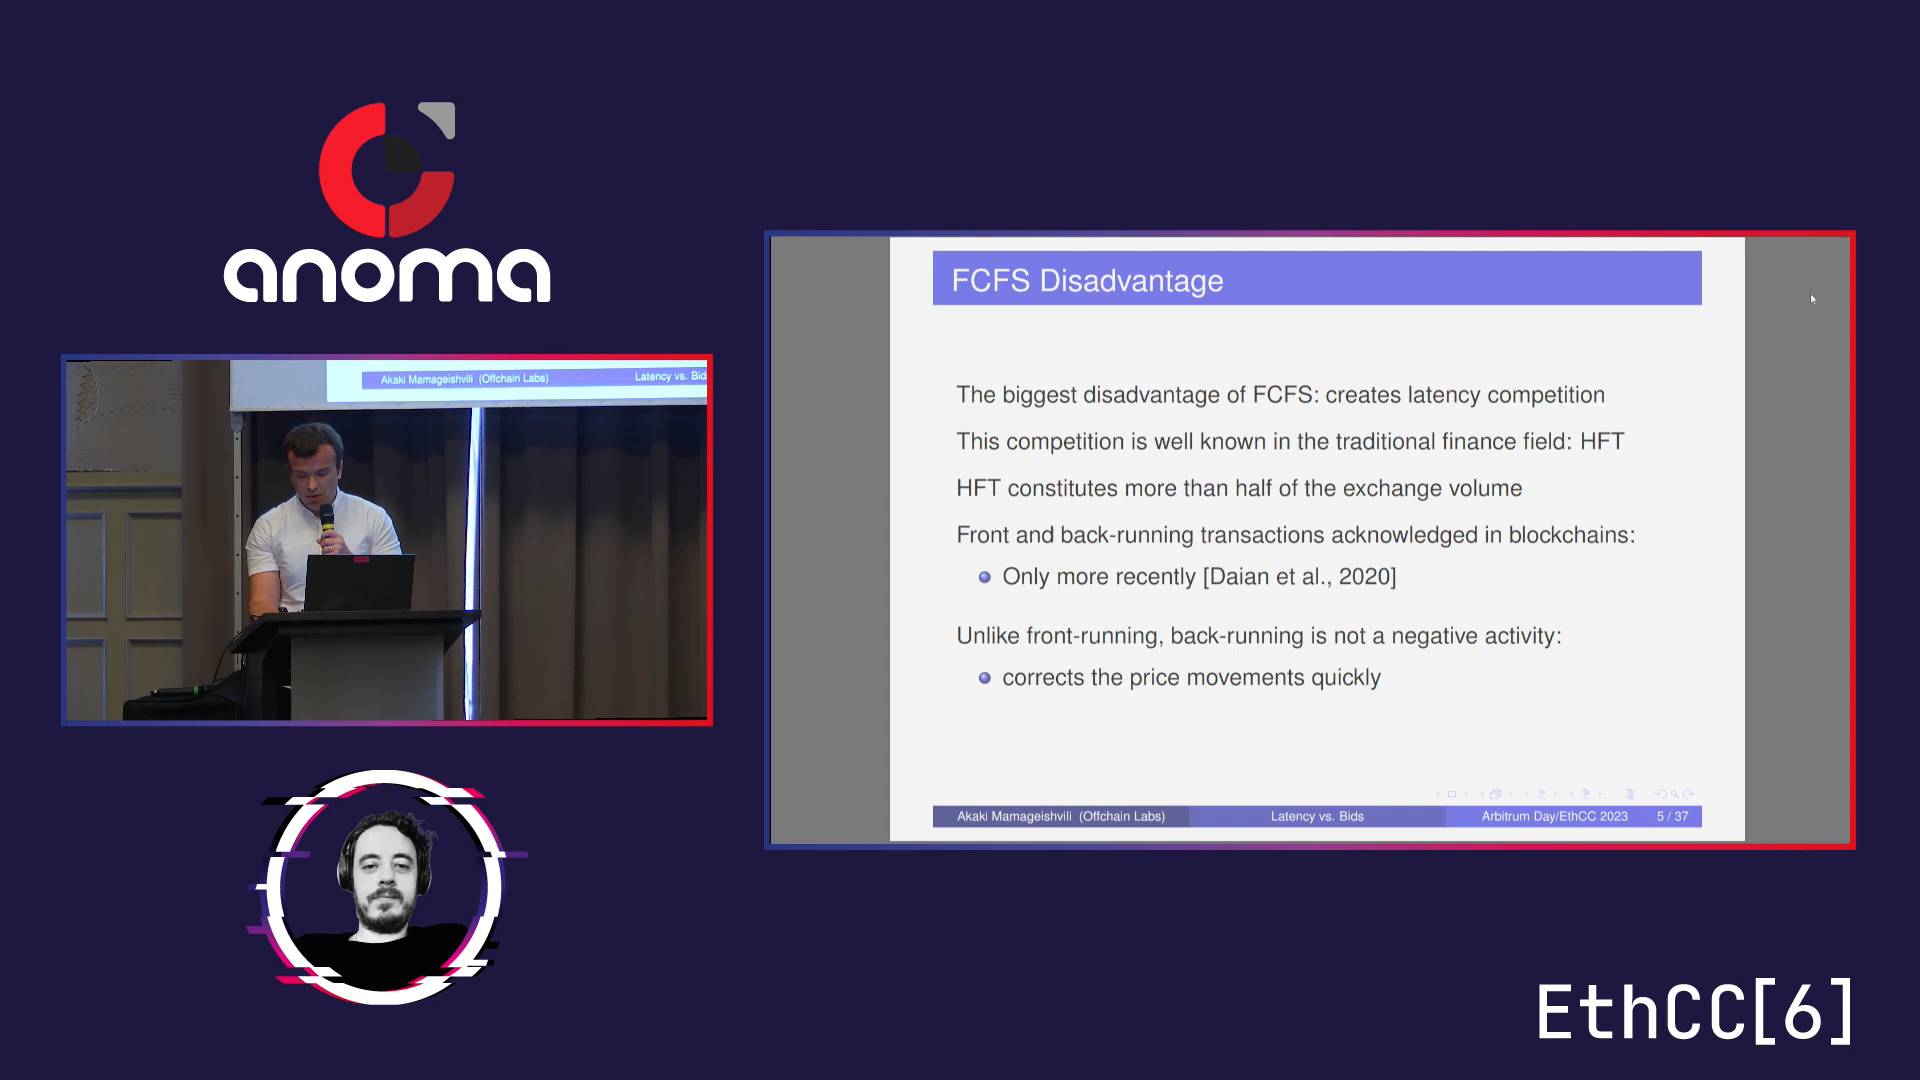 anoma
Akaki Mamageishvili (Offchain Labs)
Latency vs. Bids
FCFS Disadvantage
The biggest disadvantage of FCFS: creates latency competition
This competition is well known in the traditional finance field: HFT
HFT constitutes more than half of the exchange volume
Front and back-running transactions acknowledged in blockchains:
Only more recently [Daian et al., 2020]
Unlike front-running, back-running is not a negative activity:
corrects the price movements quickly
Akaki Mamageishvili (Offchain Labs)
Latency vs. Bids
Arbitrum Day/EthCC 2023
5 / 37
EthCC[6]